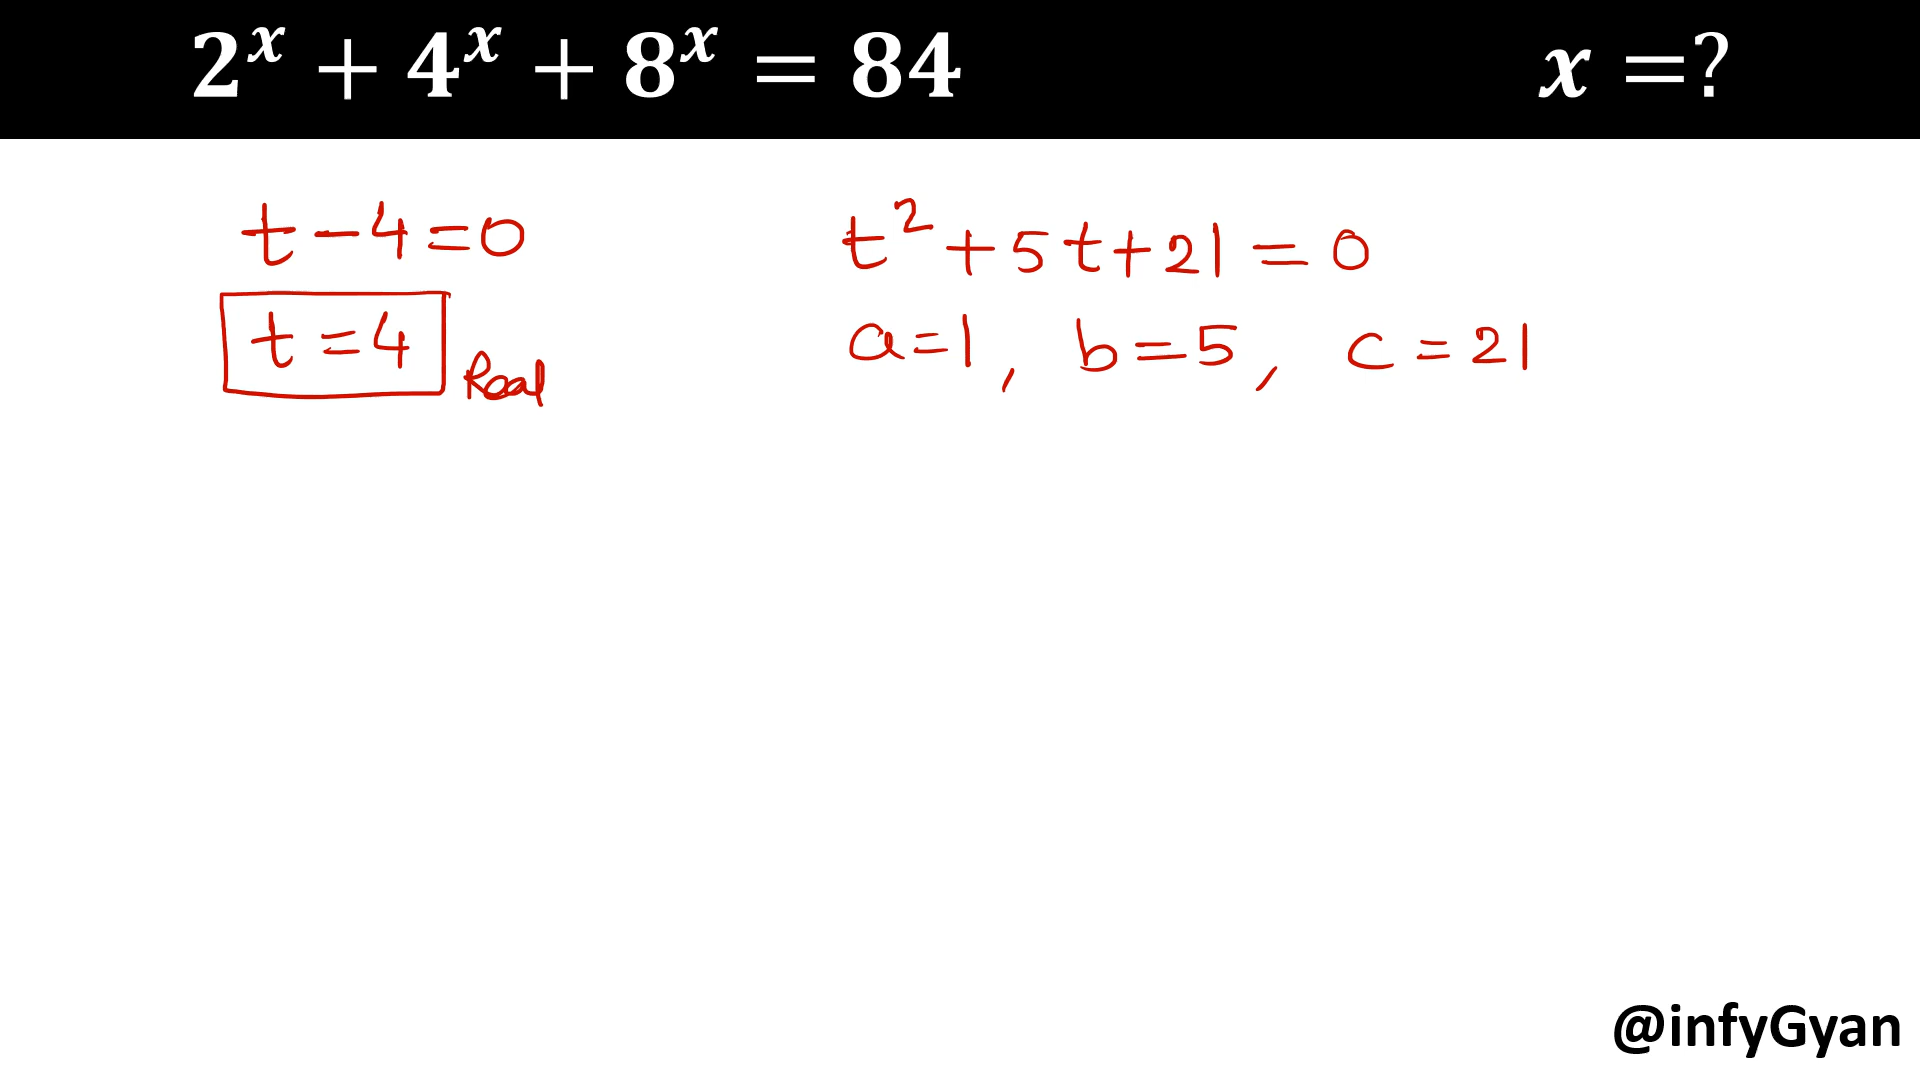 2^x + 4^x + 8^x = 84 x =?
t - 4 = 0
t = 4
Real
t^2 + 5t + 21 = 0
a = 1, b = 5, c = 21
@infyGyan